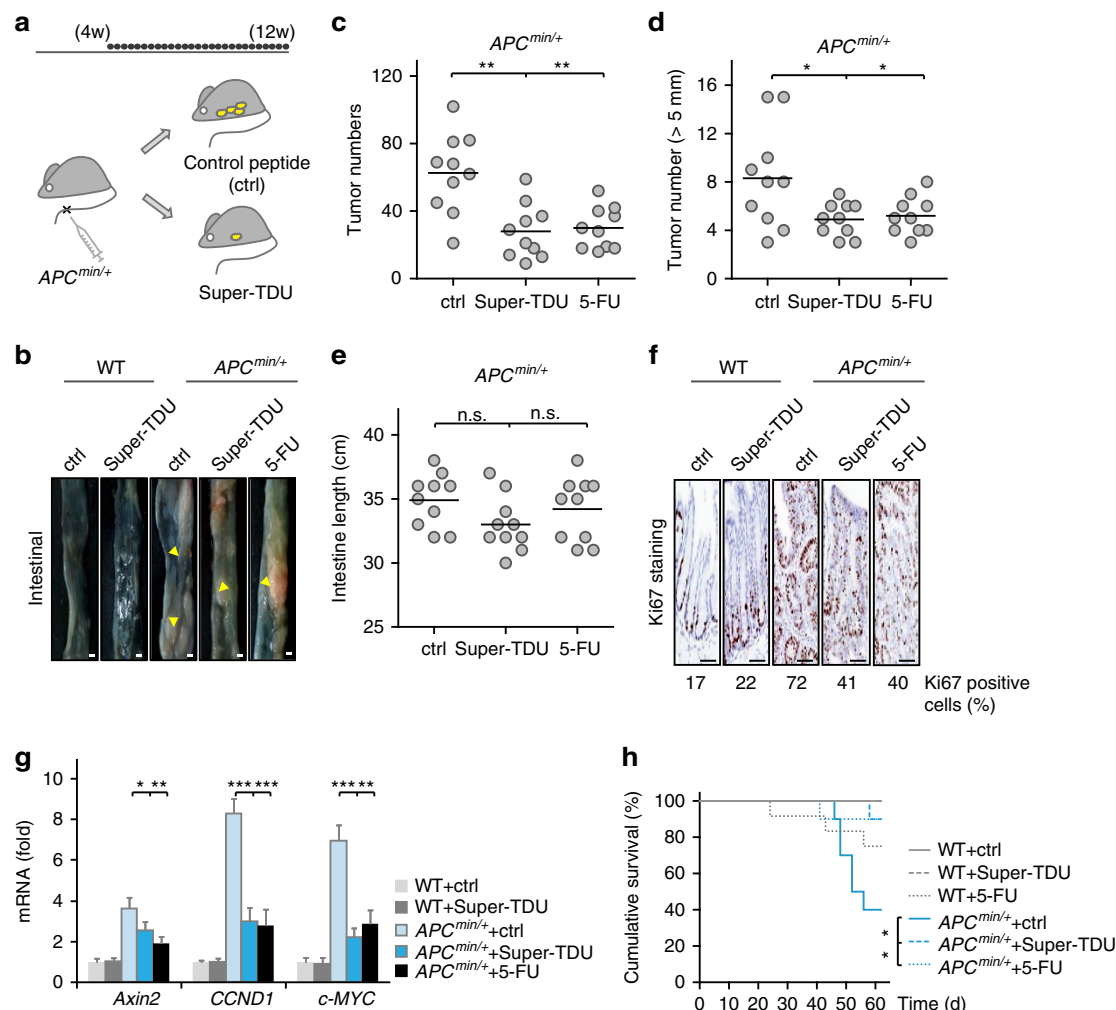 a
(4w)
(12w)
Control peptide
(ctrl)
APCmin/+
Super-TDU
c
APCmin/+
**
**
Tumor numbers
120
80
40
0
ctrl
Super-TDU
5-FU
d
APCmin/+
*
*
Tumor number (> 5 mm)
16
12
8
4
0
ctrl
Super-TDU
5-FU
b
WT
APCmin/+
ctrl
Super-TDU
ctrl
Super-TDU
5-FU
Intestinal
e
APCmin/+
n.s.
n.s.
Intestine length (cm)
40
35
30
25
ctrl
Super-TDU
5-FU
f
WT
APCmin/+
ctrl
Super-TDU
ctrl
Super-TDU
5-FU
Ki67 staining
17
22
72
41
40
Ki67 positive
cells (%)
g
mRNA (fold)
10
8
6
4
2
0
*
**
***
***
***
**
Axin2
CCND1
c-MYC
WT+ctrl
WT+Super-TDU
APCmin/++ctrl
APCmin/++Super-TDU
APCmin/++5-FU
h
Cumulative survival (%)
100
80
60
40
20
0
0 10 20 30 40 50 60
Time (d)
WT+ctrl
WT+Super-TDU
WT+5-FU
APCmin/++ctrl
APCmin/++Super-TDU
APCmin/++5-FU
*
*